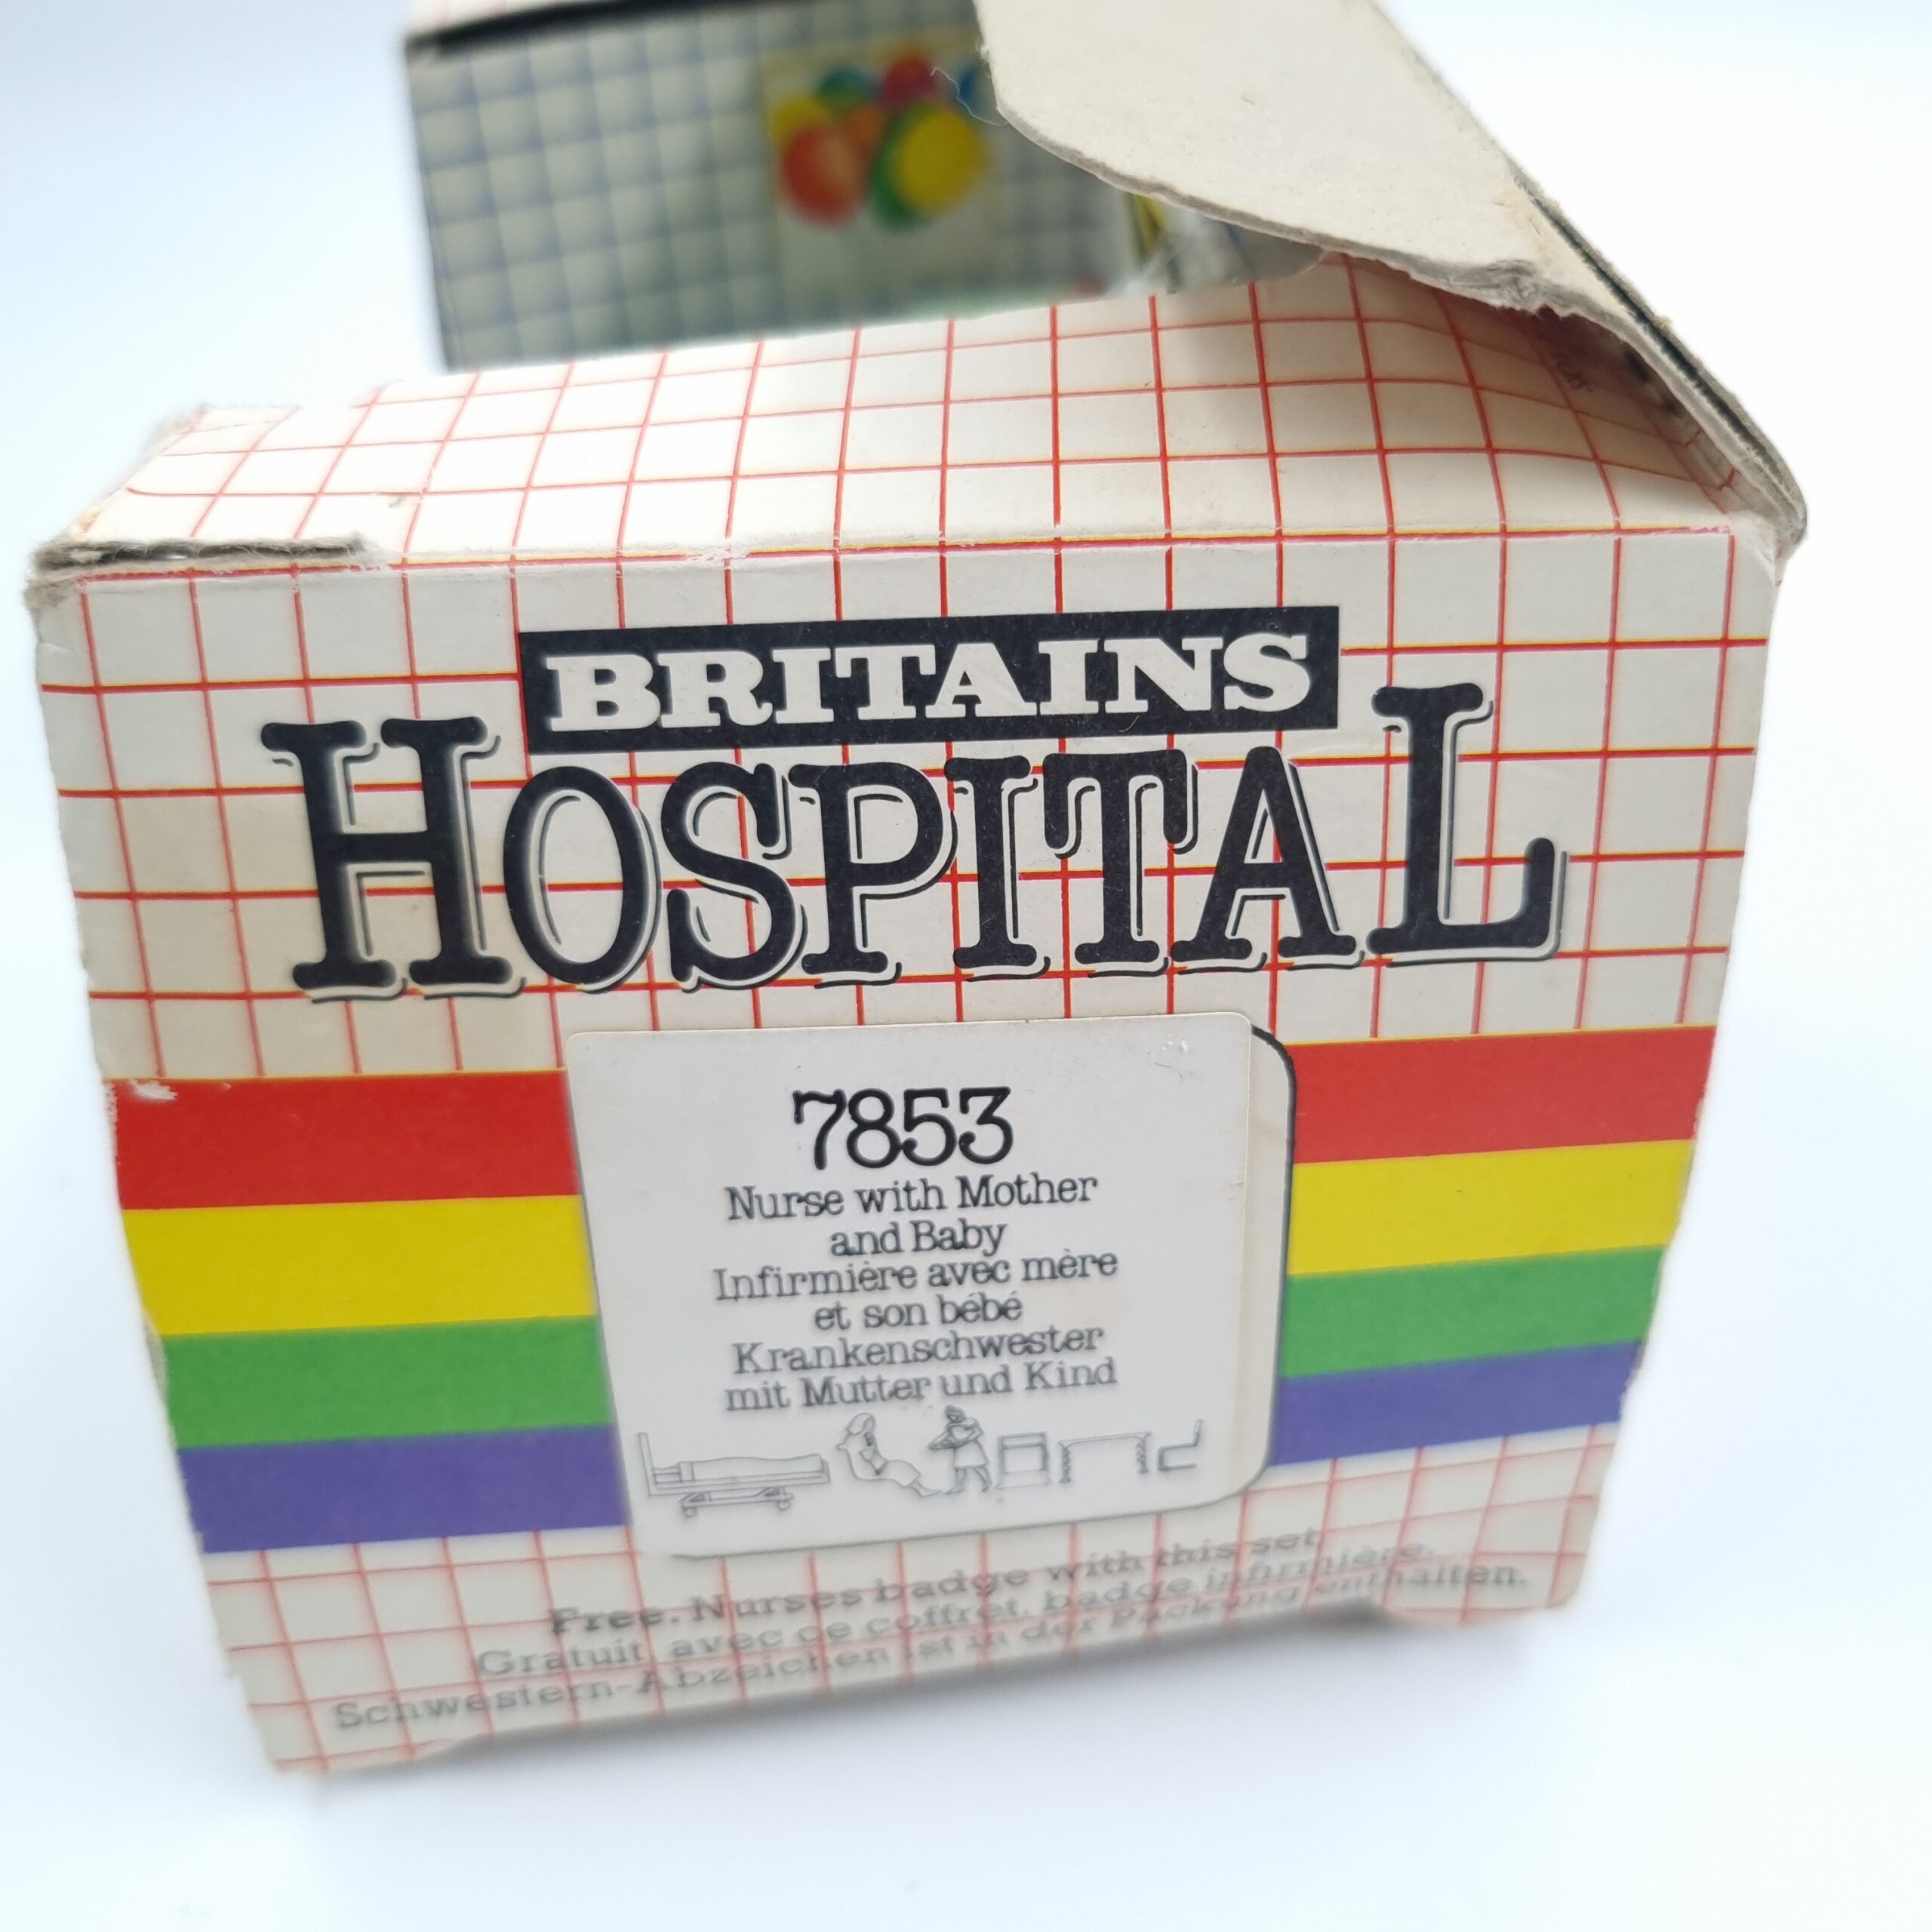 BRITAINS
HOSPITAL
7853
Nurse with Mother
and Baby
Infirmière avec mère
et son bébé
Krankenschwester
mit Mutter und Kind
Free. Nurses badge with this set.
Gratuit avec ce coffret, badge infirmière.
Schwestern-Abzeichen ist in der Packung enthalten.